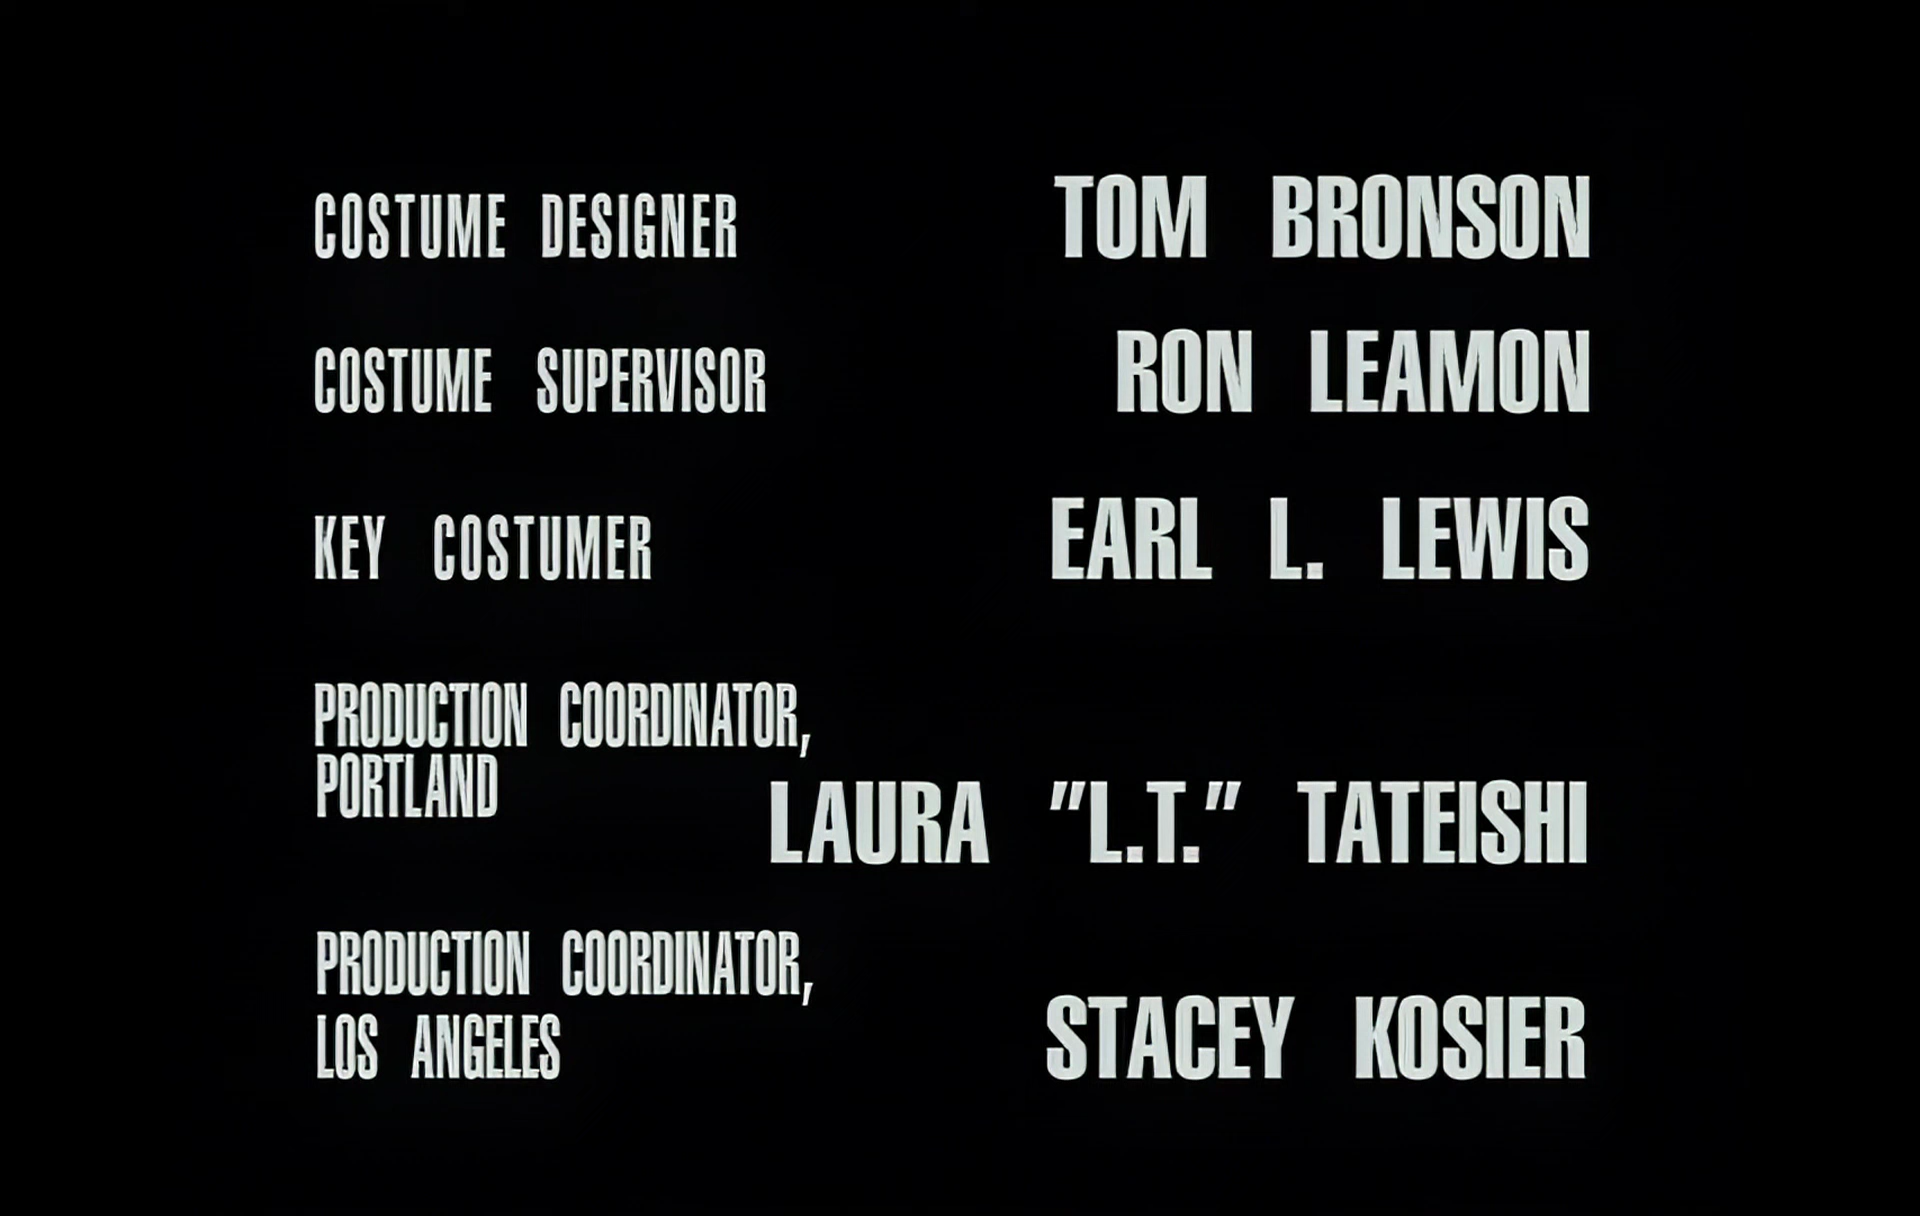 COSTUME DESIGNER TOM BRONSON
COSTUME SUPERVISOR RON LEAMON
KEY COSTUMER EARL L. LEWIS
PRODUCTION COORDINATOR,
PORTLAND LAURA "L.T." TATEISHI
PRODUCTION COORDINATOR,
LOS ANGELES STACEY KOSIER